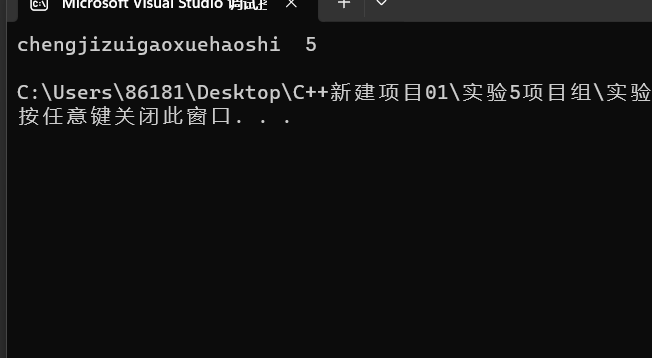 Microsoft Visual Studio 调试控
chengjizuigaoxuehaoshi  5
C:\Users\86181\Desktop\C++新建项目01\实验5项目组\实验
按任意键关闭此窗口. . .